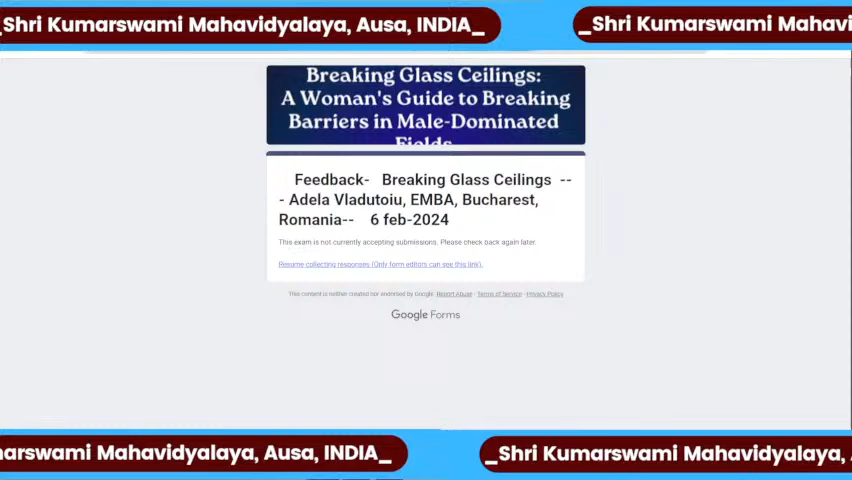 _Shri Kumarswami Mahavidyalaya, Ausa, INDIA_
_Shri Kumarswami Mahavi
Breaking Glass Ceilings:
A Woman's Guide to Breaking
Barriers in Male-Dominated
Fields
Feedback- Breaking Glass Ceilings --
- Adela Vladutoiu, EMBA, Bucharest,
Romania-- 6 feb-2024
This exam is not currently accepting submissions. Please check back again later.
Resume collecting responses (Only form editors can see this link).
This content is neither created nor endorsed by Google. Report Abuse - Terms of Service - Privacy Policy
Google Forms
arswami Mahavidyalaya, Ausa, INDIA_
_Shri Kumarswami Mahavidyalaya,